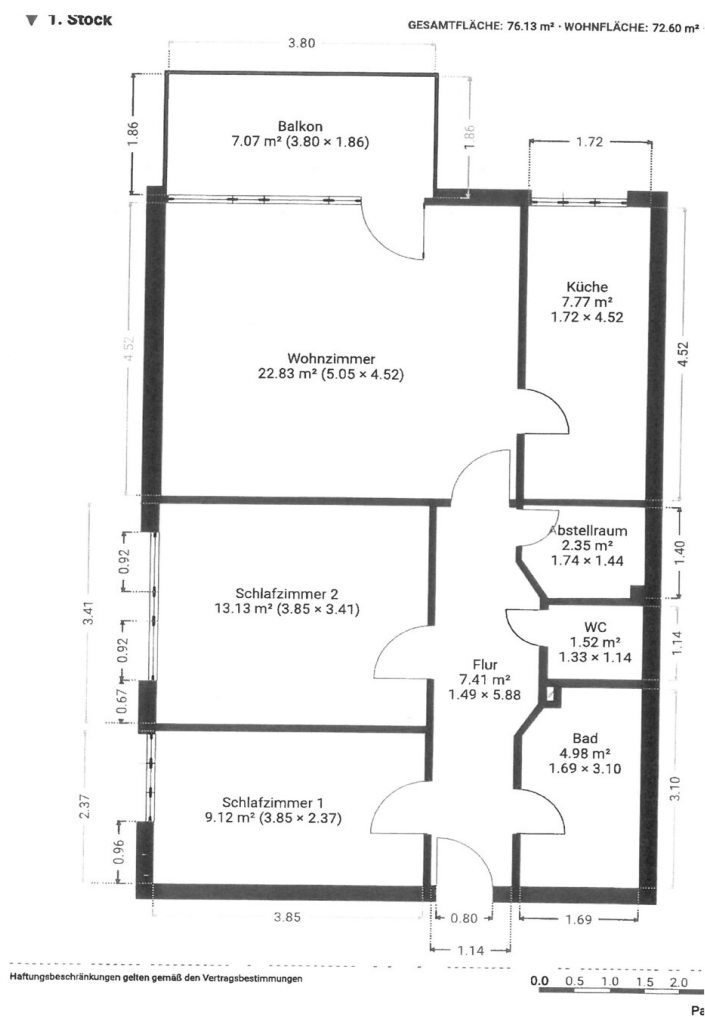 ▼ 1. Stock
GESAMTFLÄCHE: 76.13 m² · WOHNFLÄCHE: 72.60 m²
3.80
1.86
Balkon
7.07 m² (3.80 × 1.86)
1.86
1.72
4.52
Wohnzimmer
22.83 m² (5.05 × 4.52)
Küche
7.77 m²
1.72 × 4.52
4.52
3.41
0.92
0.92
0.67
Schlafzimmer 2
13.13 m² (3.85 × 3.41)
Abstellraum
2.35 m²
1.74 × 1.44
1.40
WC
1.52 m²
1.33 × 1.14
1.14
Flur
7.41 m²
1.49 × 5.88
Bad
4.98 m²
1.69 × 3.10
3.10
2.37
0.96
Schlafzimmer 1
9.12 m² (3.85 × 2.37)
3.85
0.80
1.69
1.14
Haftungsbeschränkungen gelten gemäß den Vertragsbestimmungen
0.0 0.5 1.0 1.5 2.0